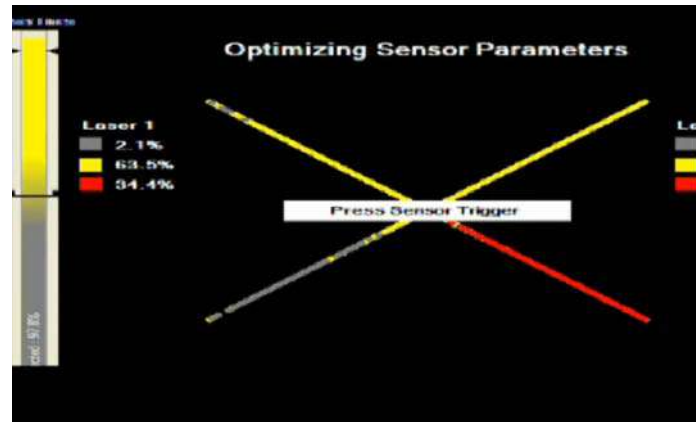 Optimizing Sensor Parameters
Laser 1
2.1%
63.5%
34.4%
Press Sensor Trigger